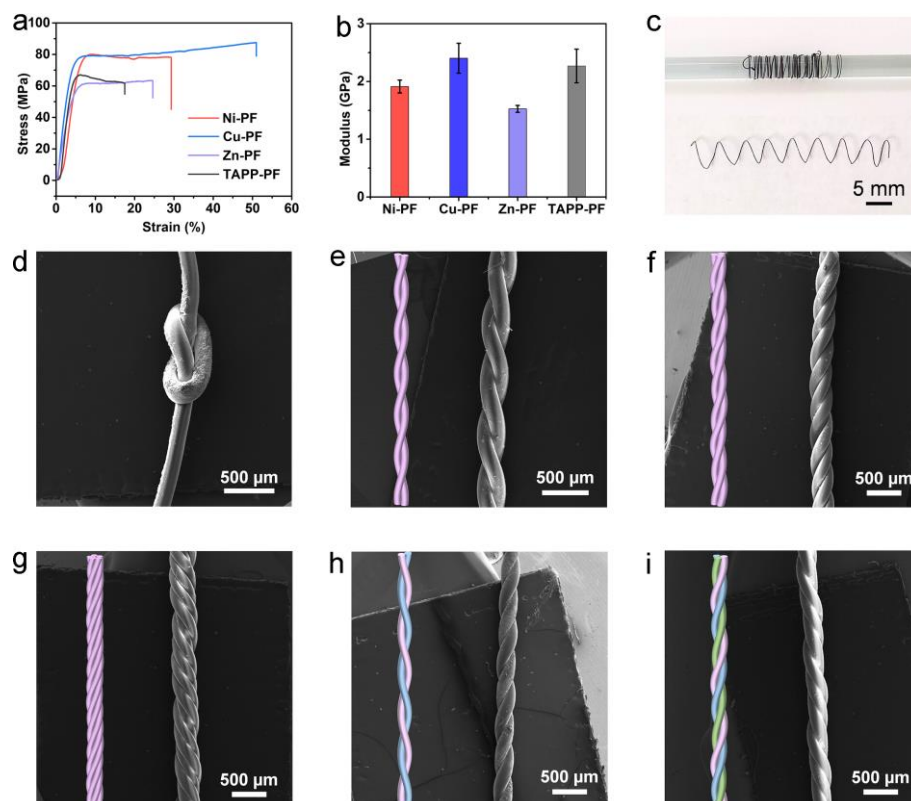 a
100
80
60
40
20
0
Stress (MPa)
Ni-PF
Cu-PF
Zn-PF
TAPP-PF
0 10 20 30 40 50 60
Strain (%)
b
3
2
1
0
Modulus (GPa)
Ni-PF Cu-PF Zn-PF TAPP-PF
c
5 mm
d
500 µm
e
500 µm
f
500 µm
g
500 µm
h
500 µm
i
500 µm